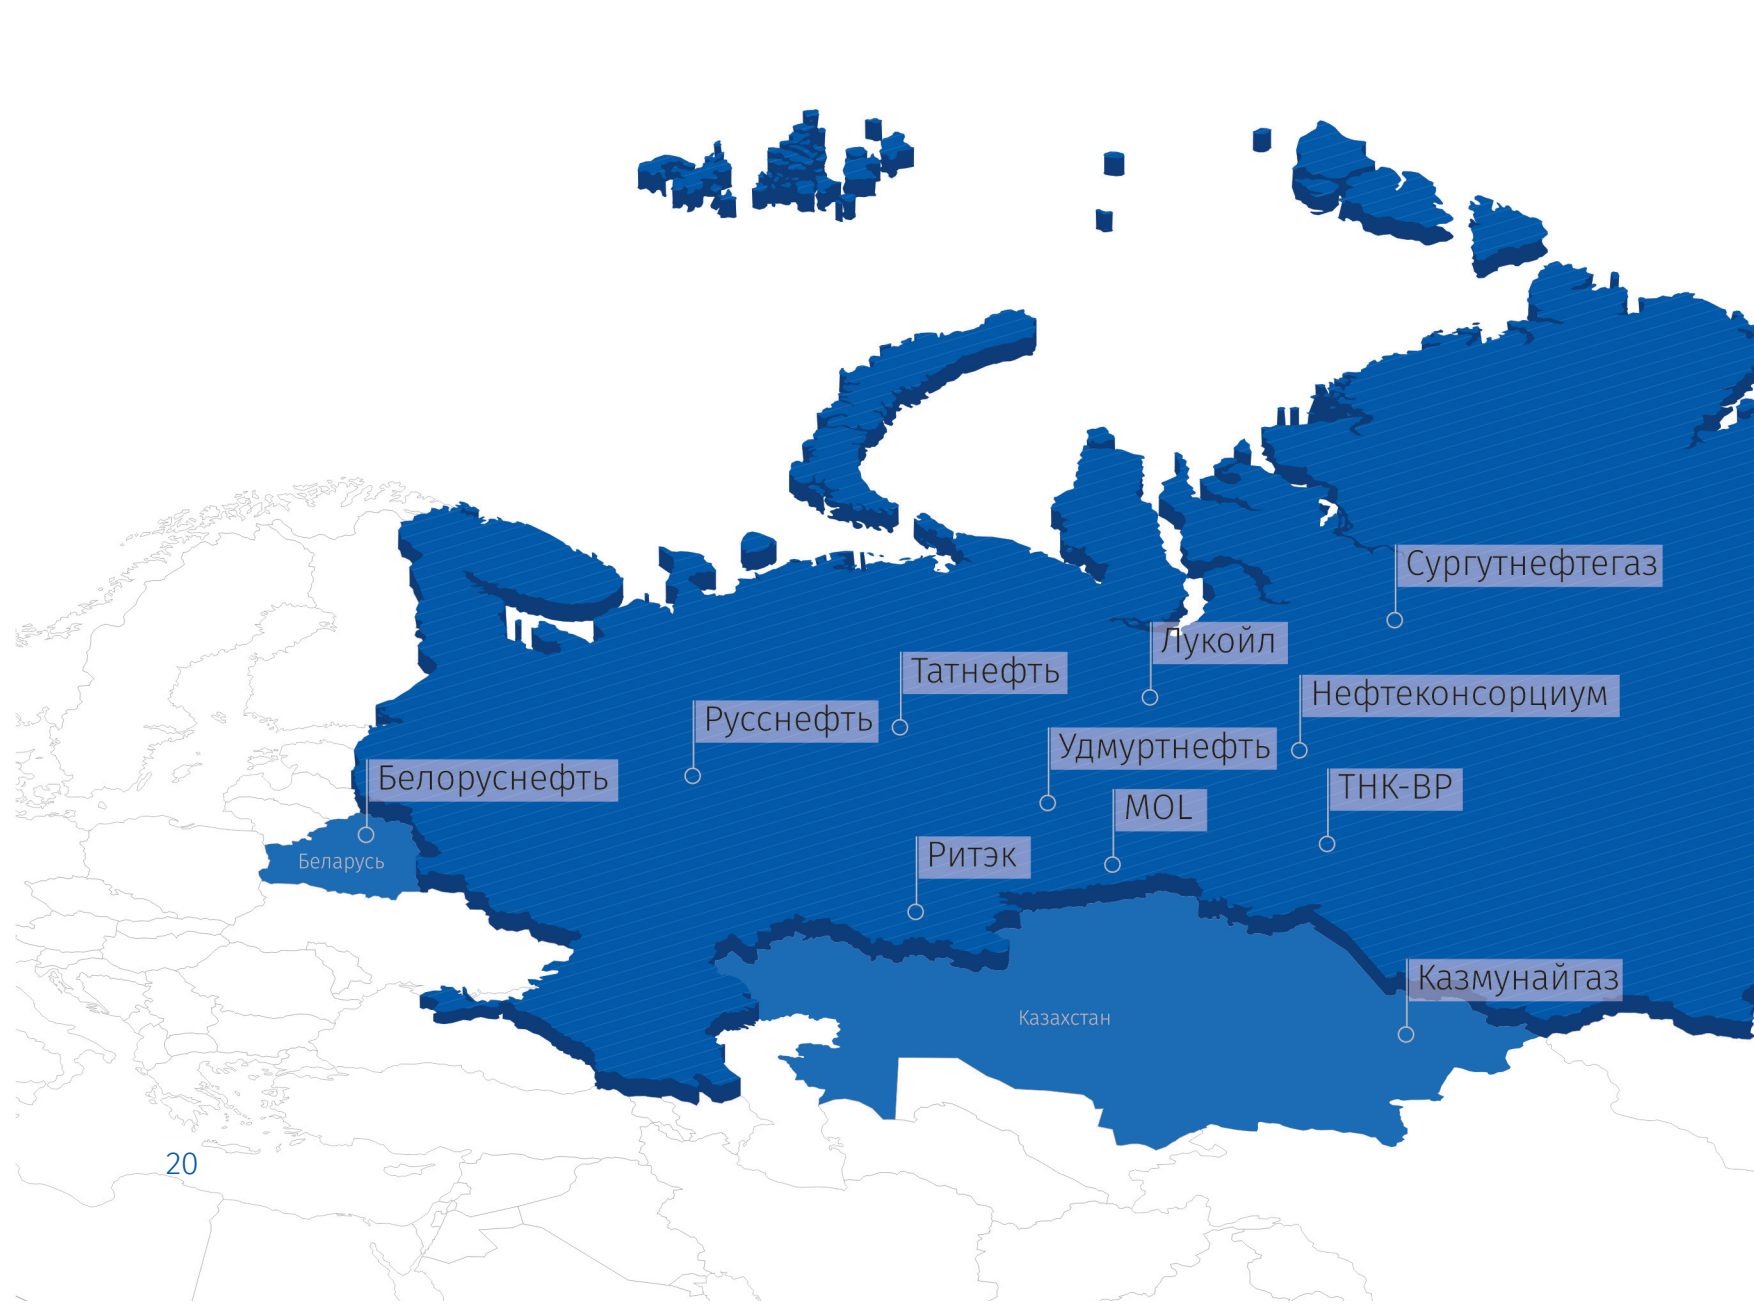 Сургутнефтегаз
Лукойл
Татнефть
Нефтеконсорциум
Русснефть
Удмуртнефть
Белоруснефть
ТНК-ВР
MOL
Ритэк
Беларусь
Казмунайгаз
Казахстан
20